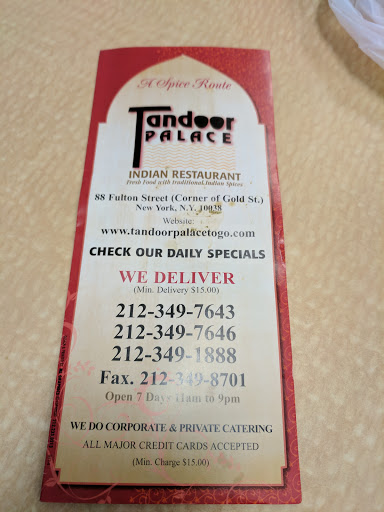 A Spice Route
Tandoor
PALACE
INDIAN RESTAURANT
Fresh Food with traditional Indian Spices
88 Fulton Street (Corner of Gold St.)
New York, N.Y. 10038
Website:
www.tandoorpalacetogo.com
CHECK OUR DAILY SPECIALS
WE DELIVER
(Min. Delivery $15.00)
212-349-7643
212-349-7646
212-349-1888
Fax. 212-349-8701
Open 7 Days 11am to 9pm
WE DO CORPORATE & PRIVATE CATERING
ALL MAJOR CREDIT CARDS ACCEPTED
(Min. Charge $15.00)